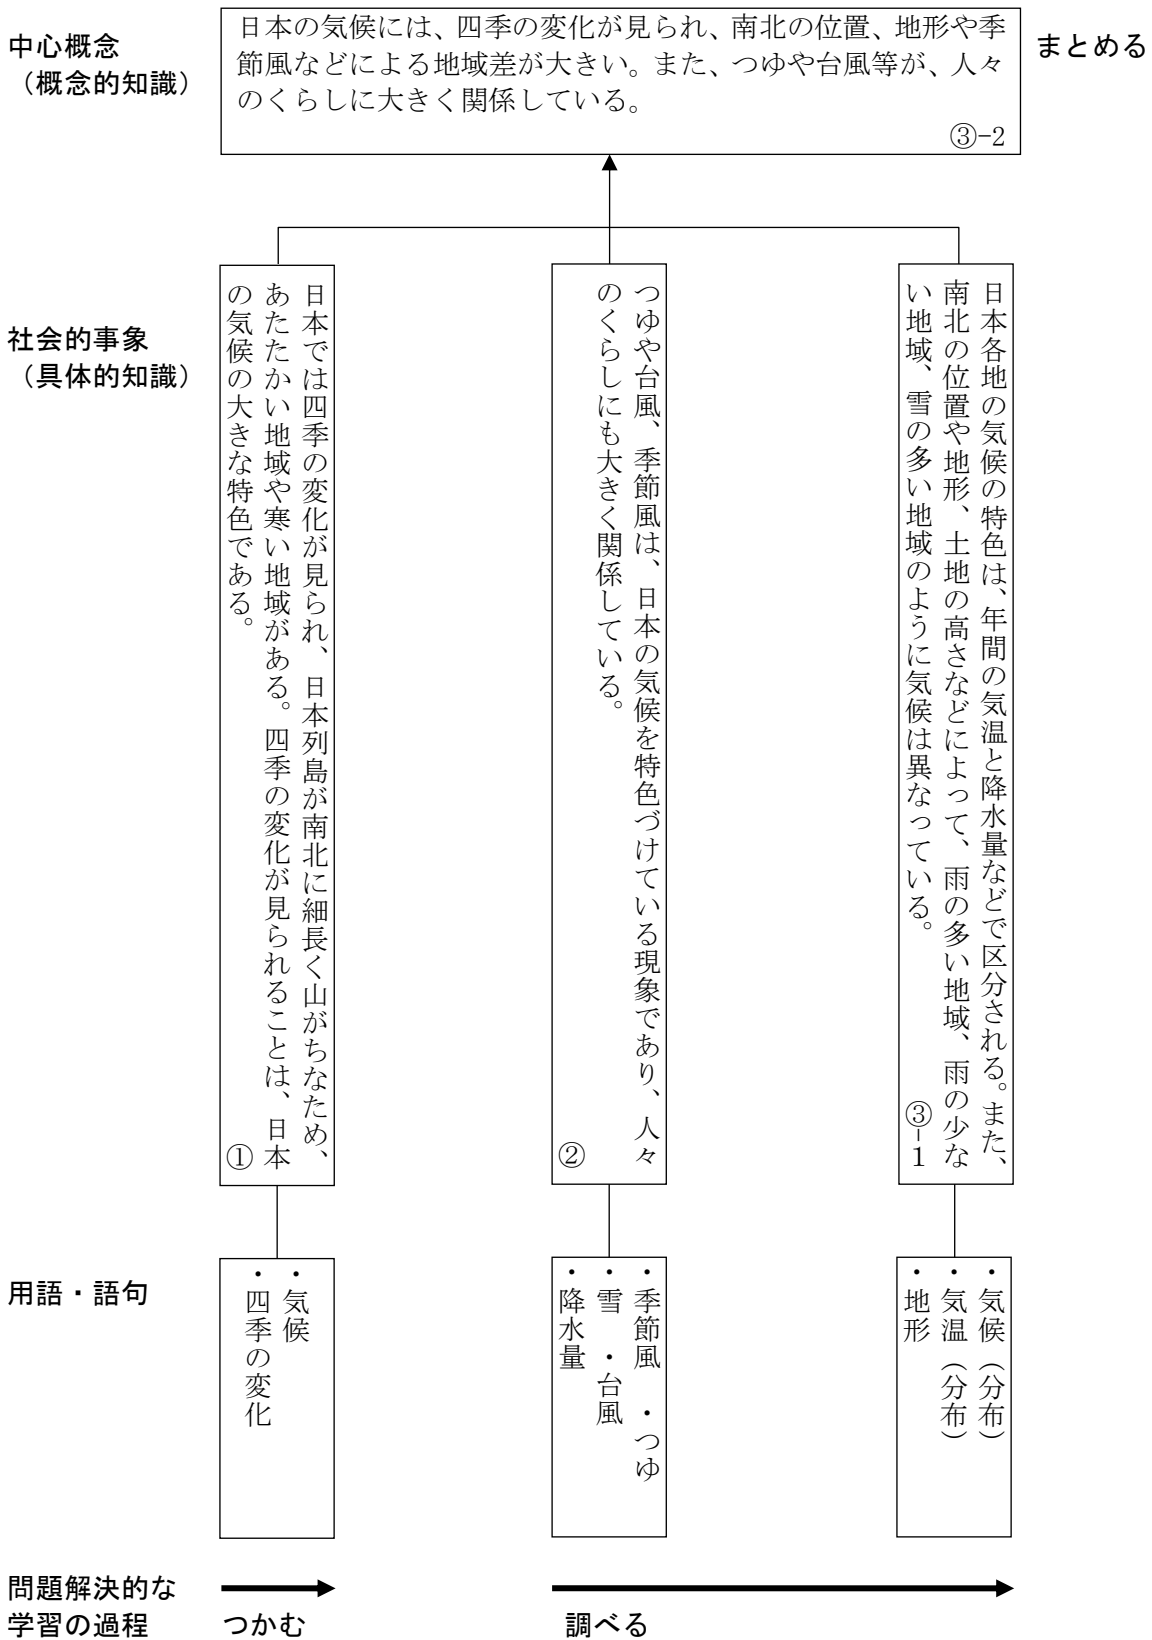 中心概念
（概念的知識）
日本の気候には、四季の変化が見られ、南北の位置、地形や季
節風などによる地域差が大きい。また、つゆや台風等が、人々
のくらしに大きく関係している。
③-2
まとめる
社会的事象
（具体的知識）
日本では四季の変化が見られ、日本列島が南北に細長く山がちなため、
あたたかい地域や寒い地域がある。四季の変化が見られることは、日本
の気候の大きな特色である。
①
つゆや台風、季節風は、日本の気候を特色づけている現象であり、人々
のくらしにも大きく関係している。
②
日本各地の気候の特色は、年間の気温と降水量などで区分される。また、
南北の位置や地形、土地の高さなどによって、雨の多い地域、雨の少な
い地域、雪の多い地域のように気候は異なっている。
③-1
用語・語句
・気候
・四季の変化
・季節風 ・つゆ
・雪 ・台風
・降水量
・気候（分布）
・気温（分布）
・地形
問題解決的な
学習の過程
つかむ
調べる